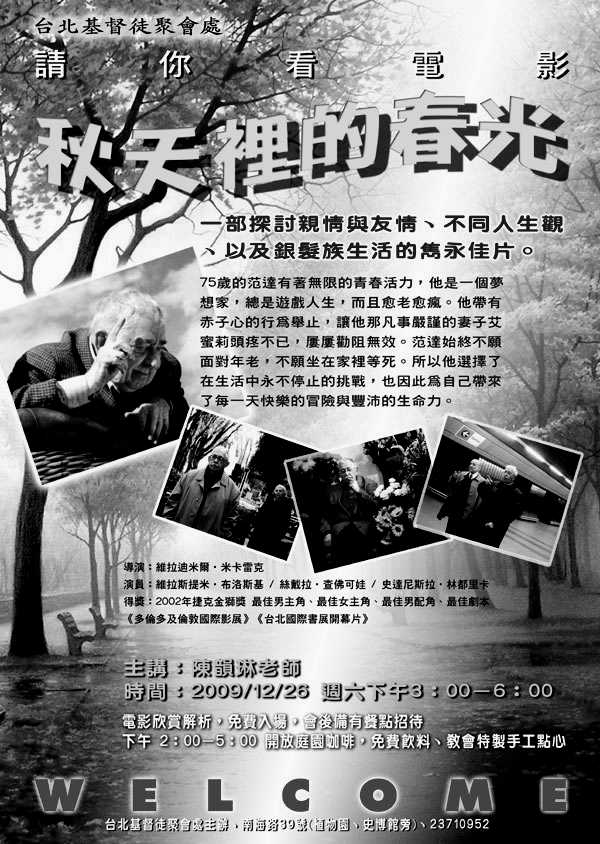 台北基督徒聚會處
請你看電影
秋天裡的春光
一部探討親情與友情、不同人生觀
、以及銀髮族生活的雋永佳片。
75歲的范達有著無限的青春活力，他是一個夢
想家，總是遊戲人生，而且愈老愈瘋。他帶有
赤子心的行為舉止，讓他那凡事嚴謹的妻子艾
蜜莉頭疼不已，屢屢勸阻無效。范達始終不願
面對年老，不願坐在家裡等死。所以他選擇了
在生活中永不停止的挑戰，也因此為自己帶來
了每一天快樂的冒險與豐沛的生命力。
導演：維拉迪米爾·米卡雷克
演員：維拉斯提米·布洛斯基 / 絲戴拉·查佛可娃 / 史達尼斯拉·林都里卡
得獎：2002年捷克金獅獎 最佳男主角、最佳女主角、最佳男配角、最佳劇本
《多倫多及倫敦國際影展》《台北國際書展開幕片》
主講：陳韻琳老師
時間：2009/12/26 週六下午3：00－6：00
電影欣賞解析，免費入場，會後備有餐點招待
下午 2：00－5：00 開放庭園咖啡，免費飲料、教會特製手工點心
WELCOME
台北基督徒聚會處主辦、南海路39號(植物園、史博館旁)、23710952